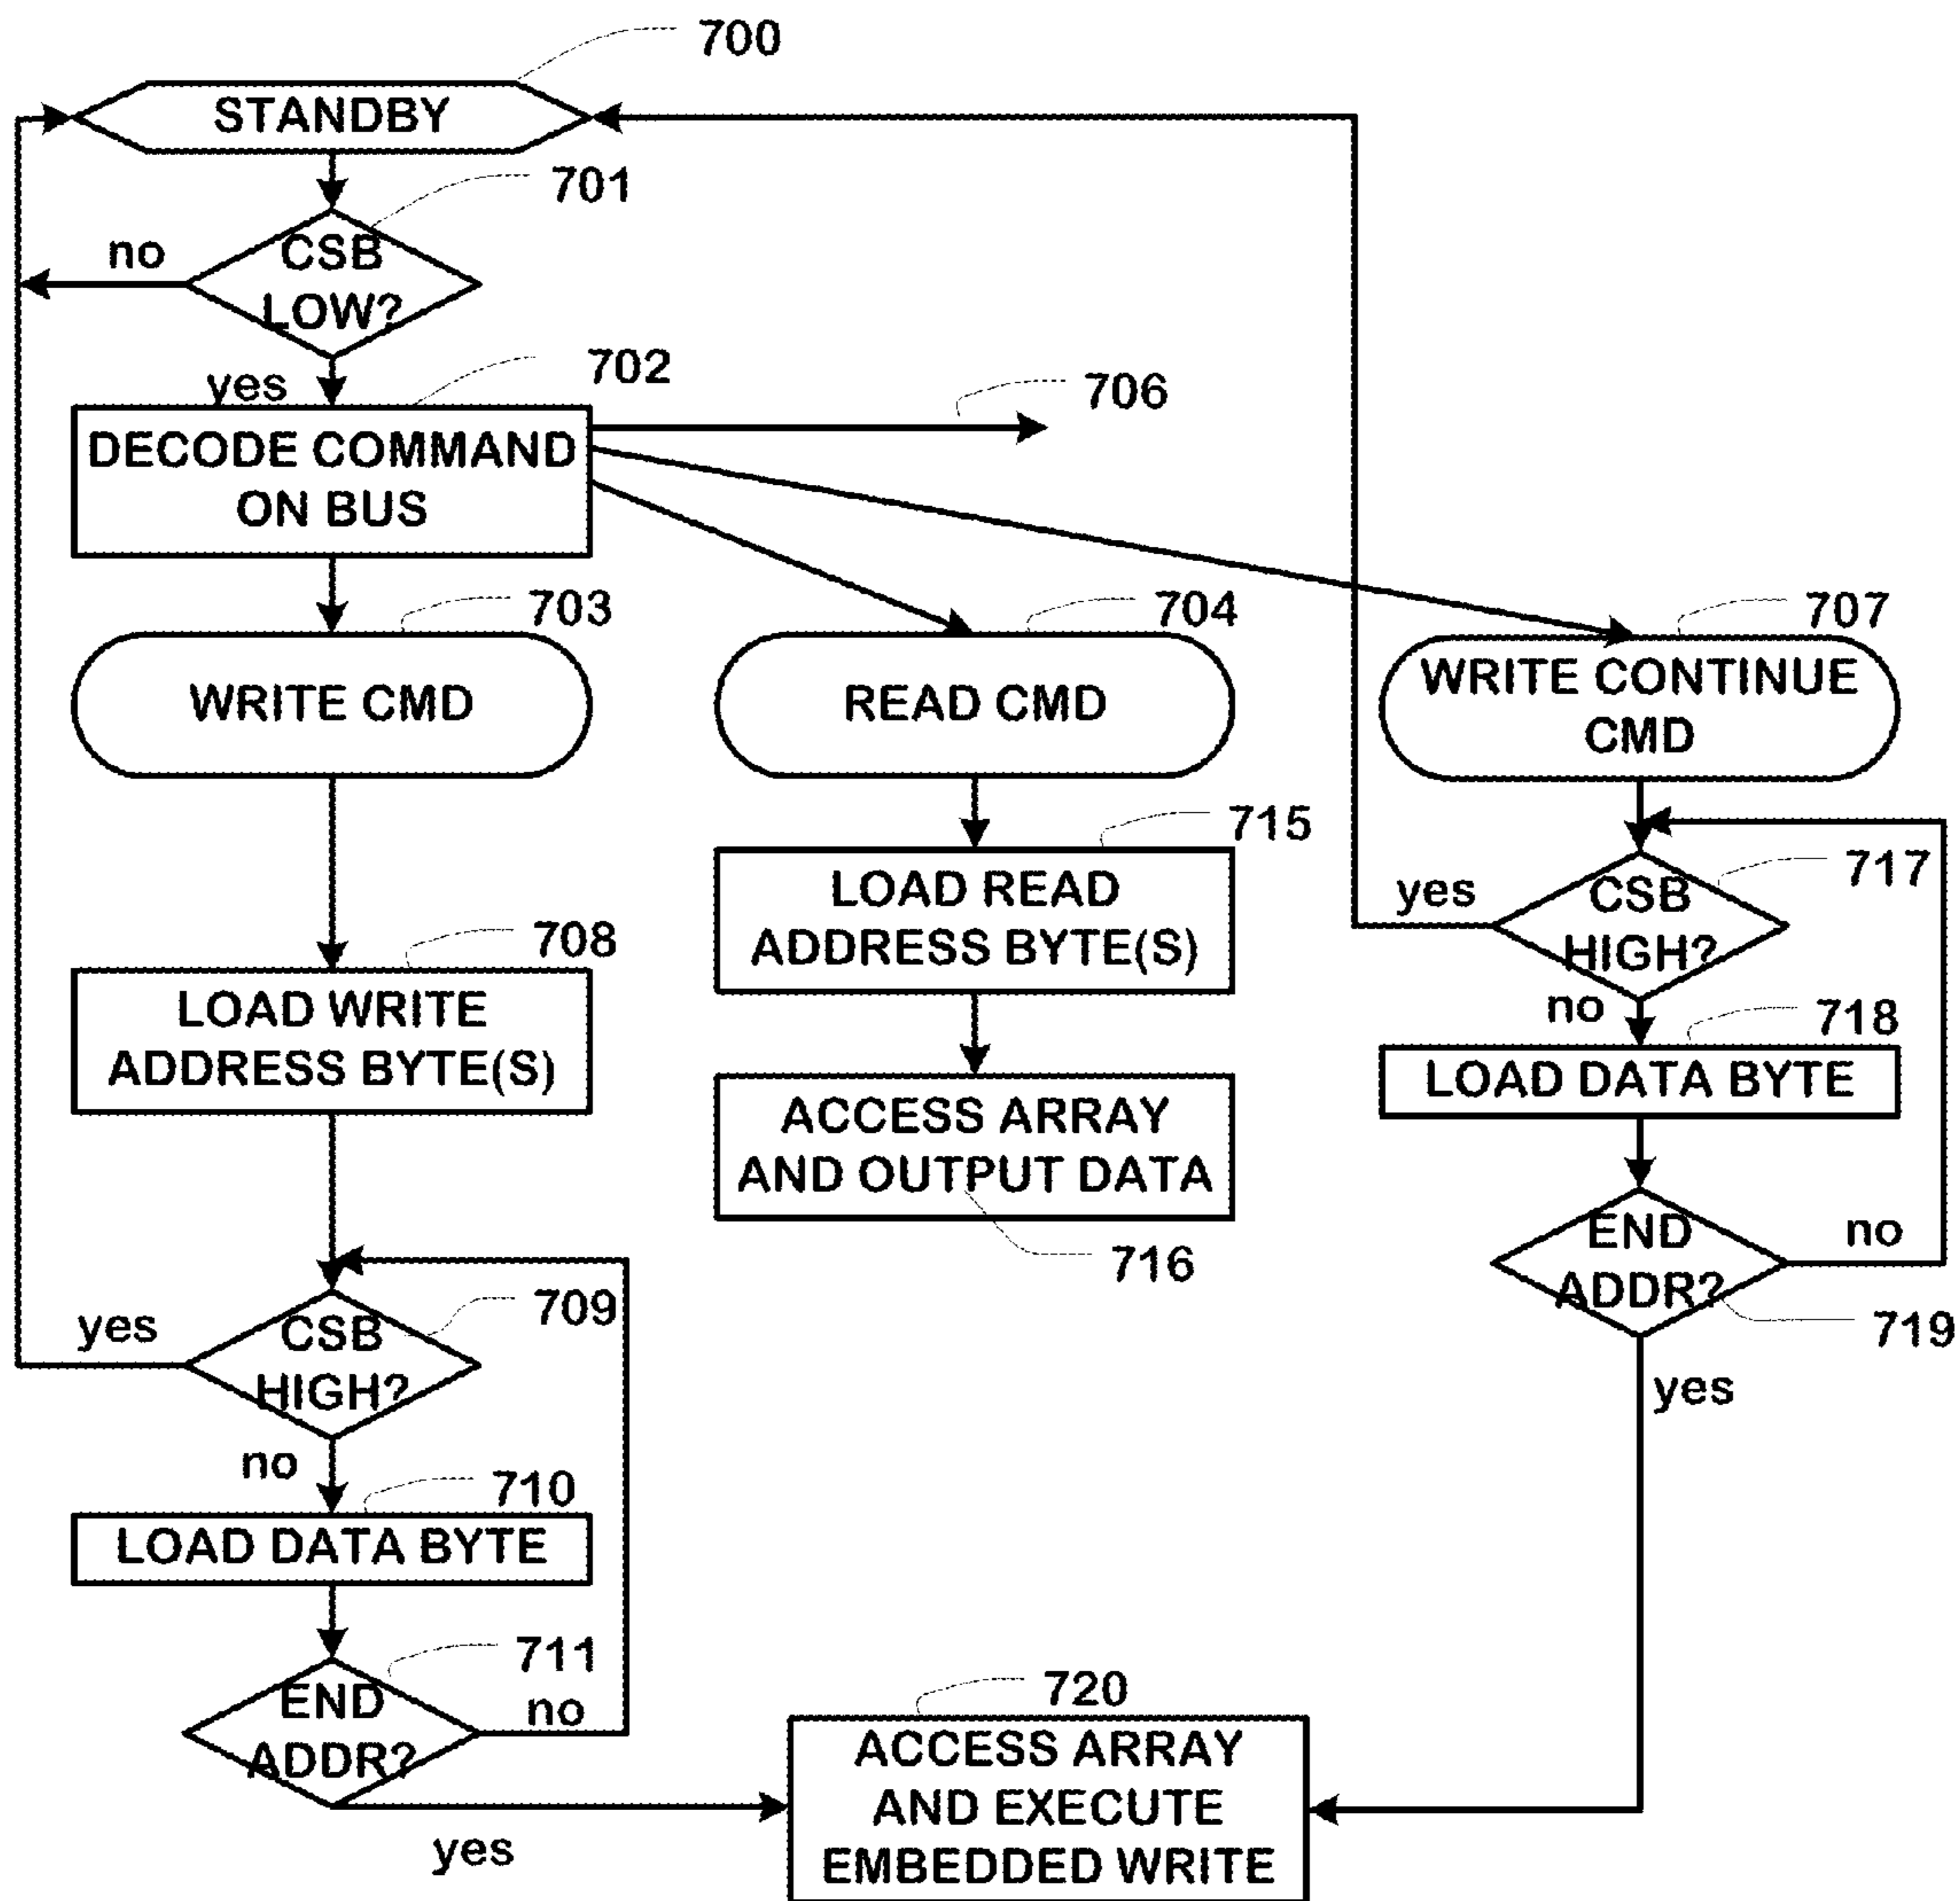 700
STANDBY
701
no
CSB
LOW?
yes
702
706
DECODE COMMAND
ON BUS
703
704
707
WRITE CMD
READ CMD
WRITE CONTINUE
CMD
715
LOAD READ
ADDRESS BYTE(S)
717
yes
CSB
HIGH?
no
708
LOAD WRITE
ADDRESS BYTE(S)
718
LOAD DATA BYTE
ACCESS ARRAY
AND OUTPUT DATA
716
END
ADDR?
no
719
yes
709
yes
CSB
HIGH?
no
710
LOAD DATA BYTE
711
END
ADDR?
no
yes
720
ACCESS ARRAY
AND EXECUTE
EMBEDDED WRITE